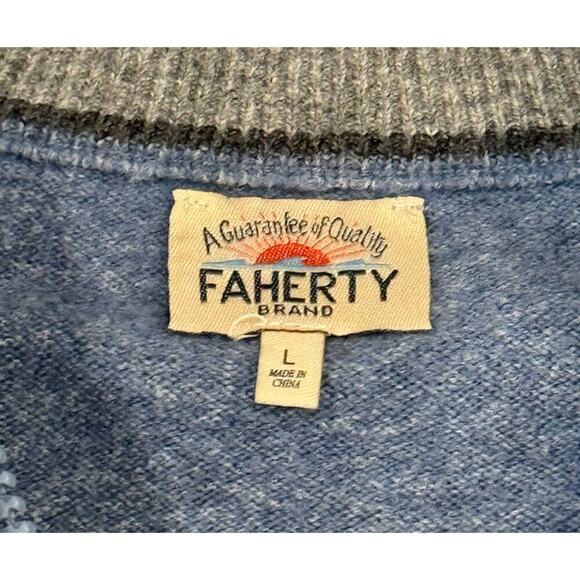 A Guarantee of Quality
FAHERTY
BRAND
L
MADE IN
CHINA